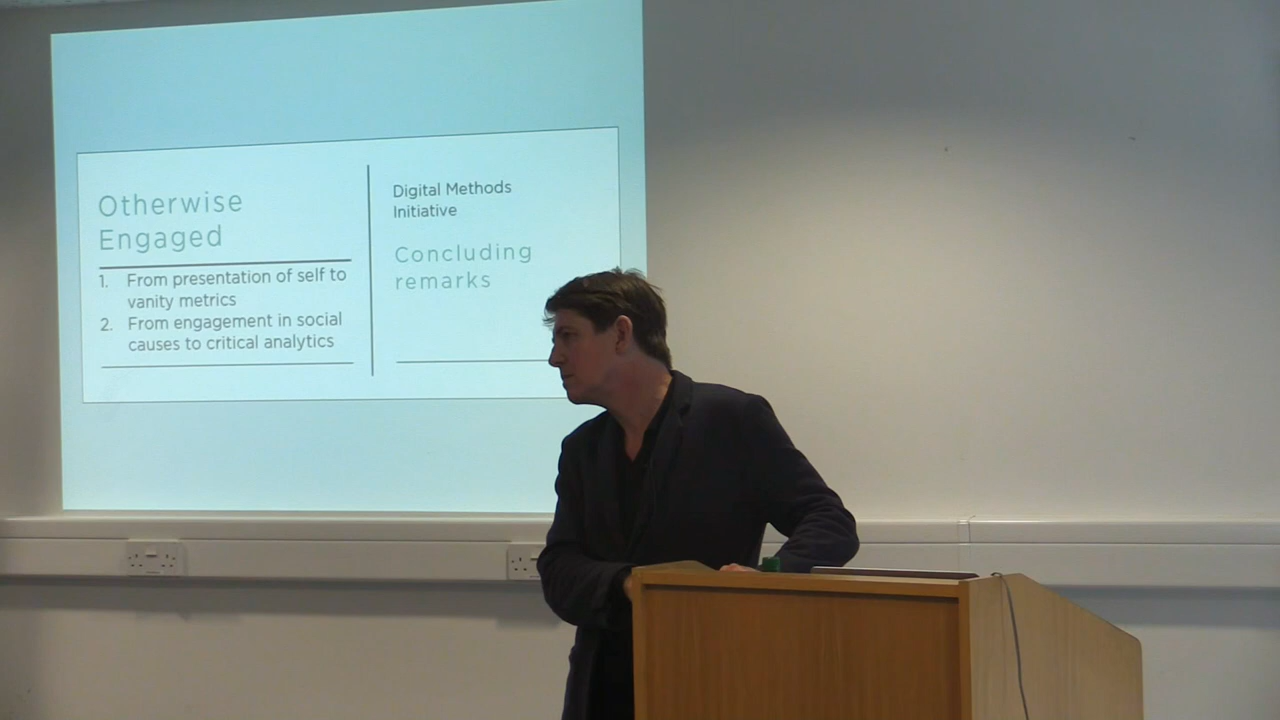 Otherwise
Engaged
1. From presentation of self to
vanity metrics
2. From engagement in social
causes to critical analytics
Digital Methods
Initiative
Concluding
remarks